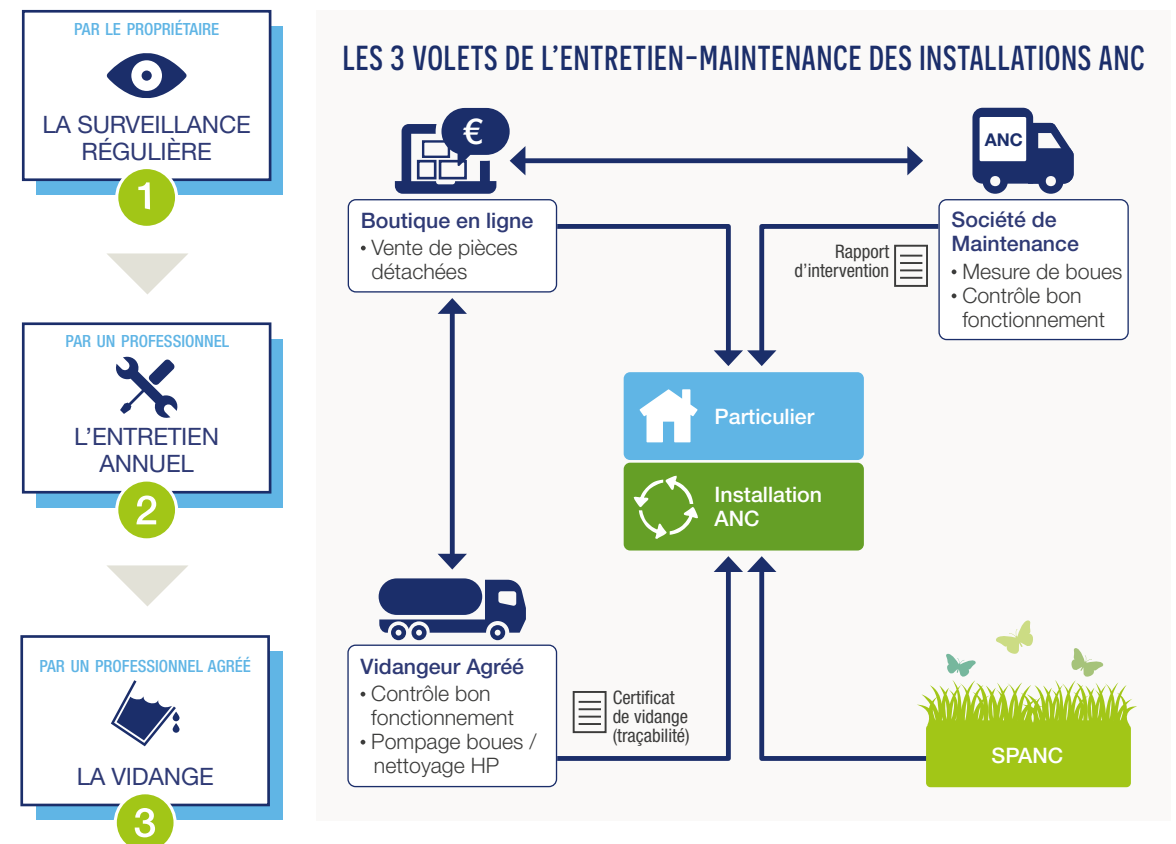 PAR LE PROPRIÉTAIRE
LA SURVEILLANCE
RÉGULIÈRE
1
PAR UN PROFESSIONNEL
L'ENTRETIEN
ANNUEL
2
PAR UN PROFESSIONNEL AGRÉÉ
LA VIDANGE
3
LES 3 VOLETS DE L'ENTRETIEN-MAINTENANCE DES INSTALLATIONS ANC
€
Boutique en ligne
• Vente de pièces
détachées
ANC
Société de
Maintenance
• Mesure de boues
• Contrôle bon
fonctionnement
Rapport
d'intervention
Particulier
Installation
ANC
Vidangeur Agréé
• Contrôle bon
fonctionnement
• Pompage boues /
nettoyage HP
Certificat
de vidange
(traçabilité)
SPANC